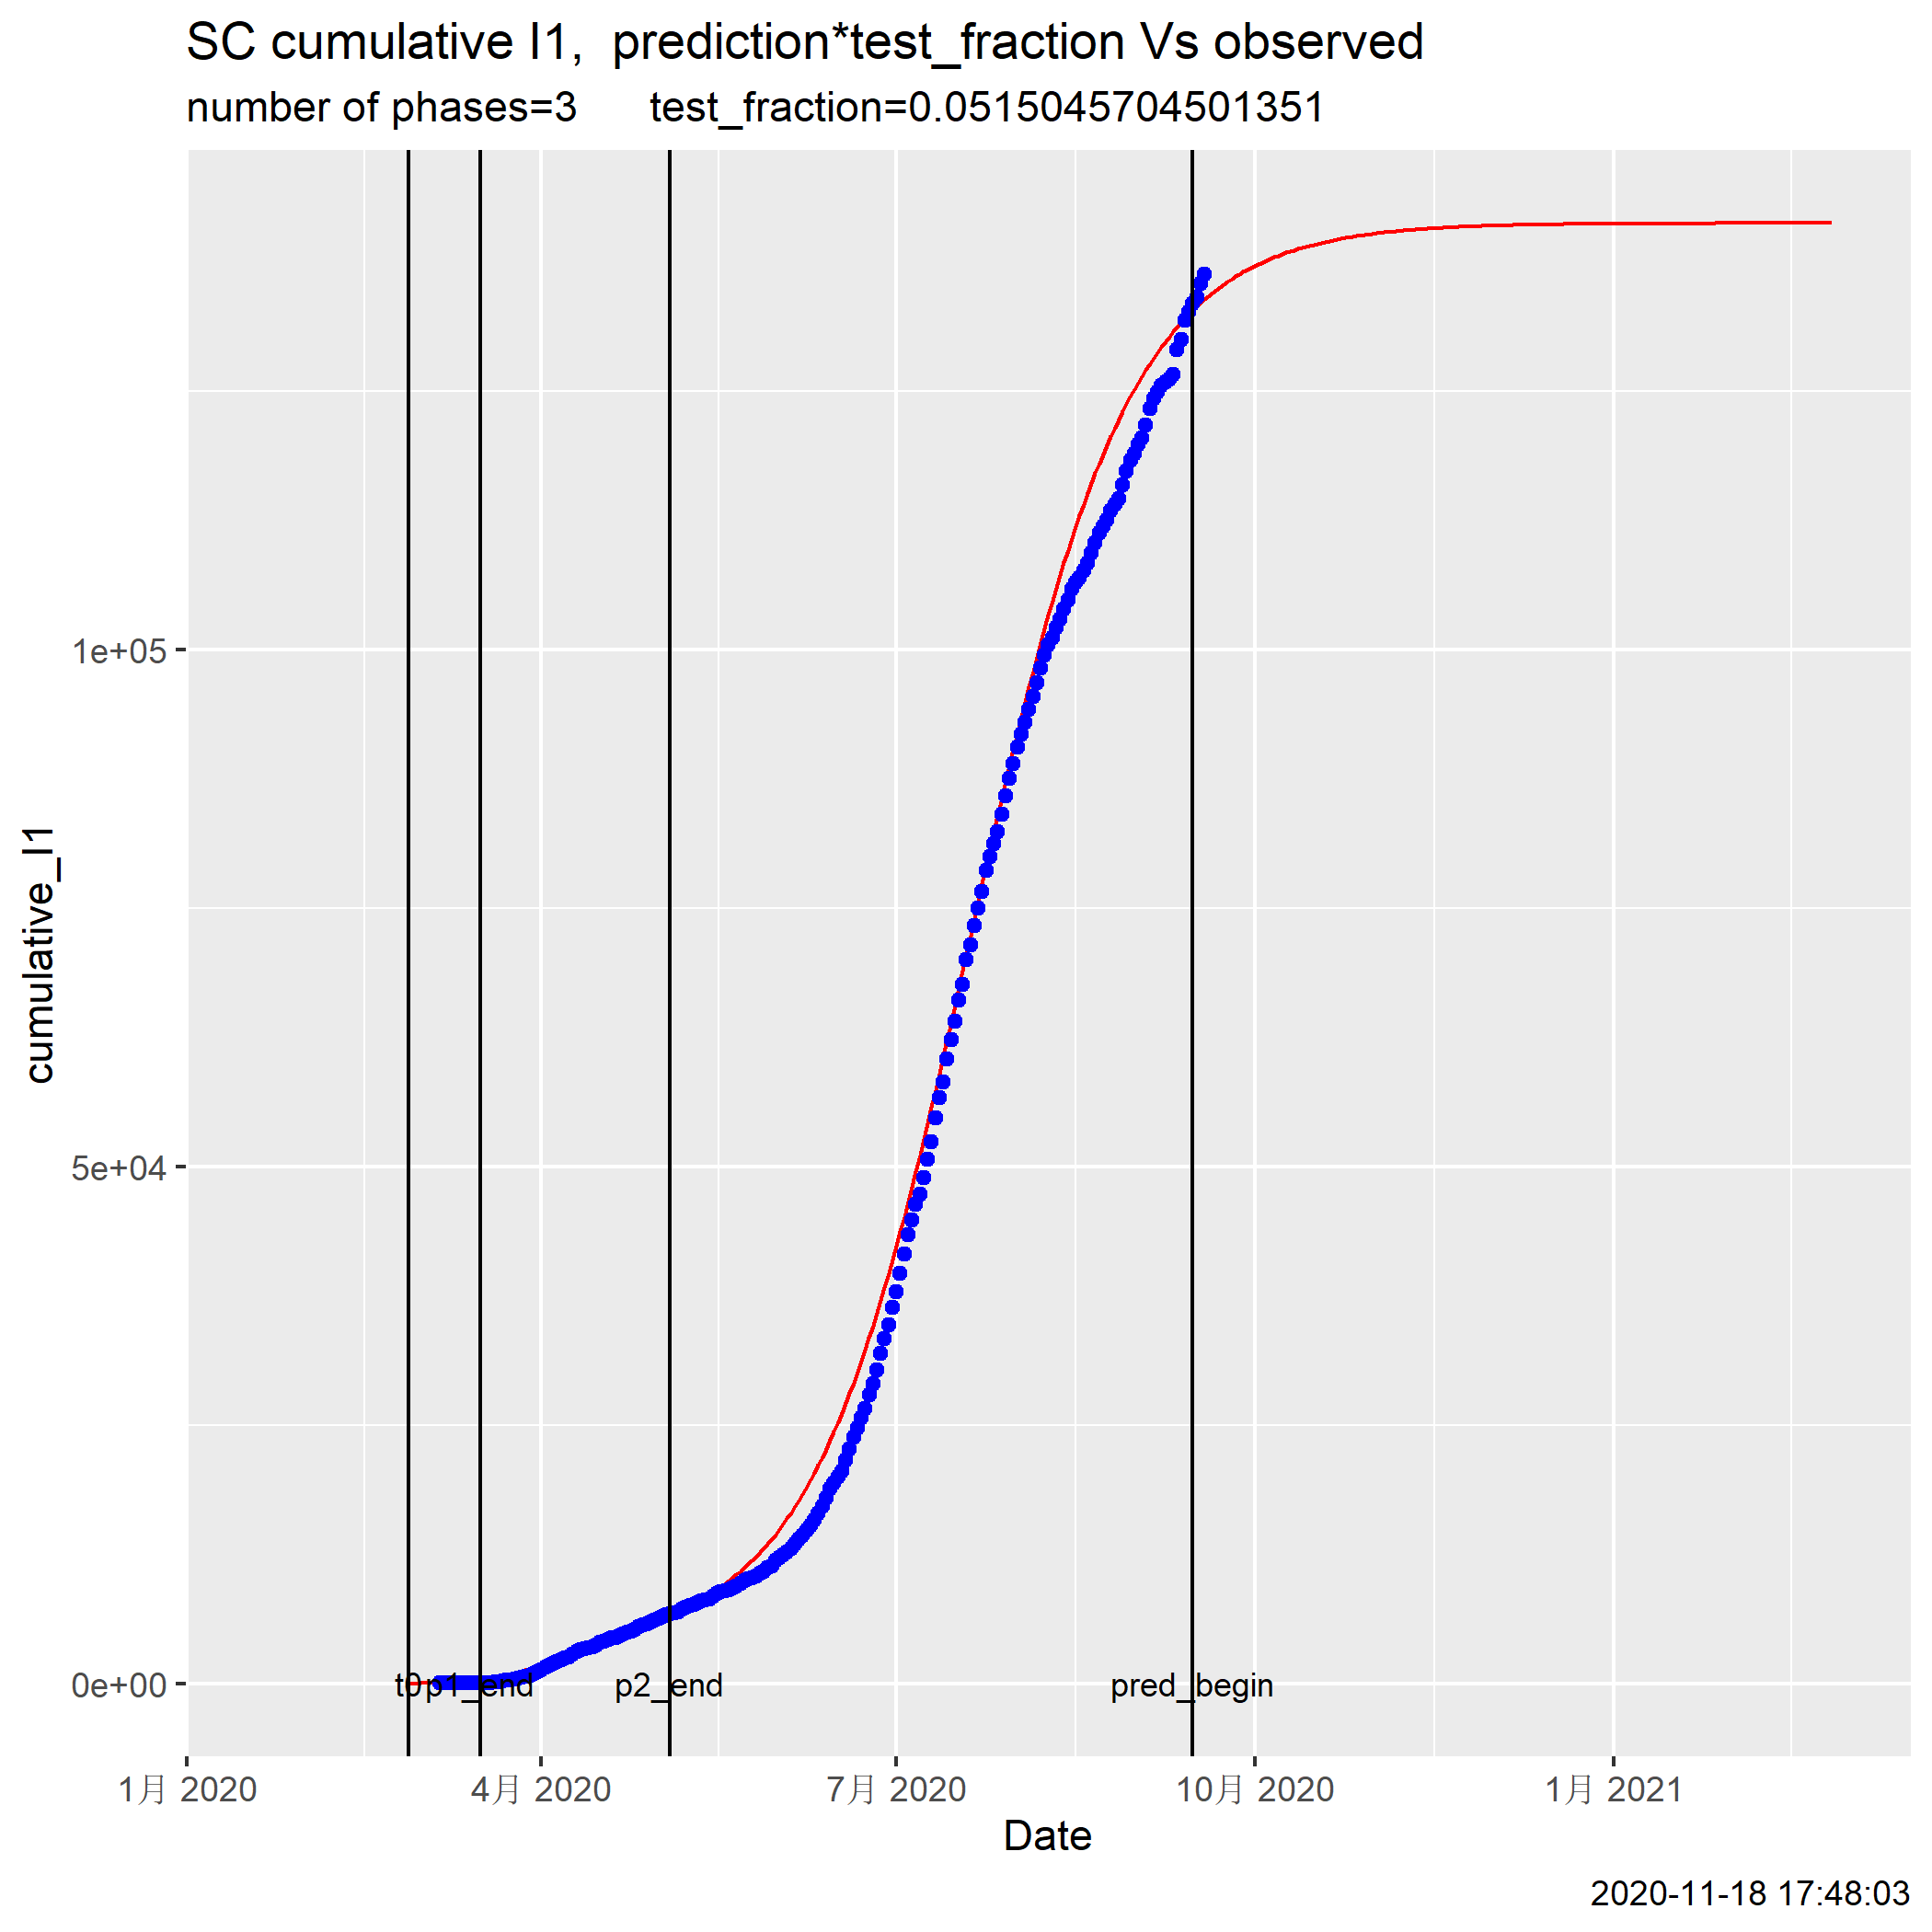 SC cumulative I1,  prediction*test_fraction Vs observed
number of phases=3      test_fraction=0.0515045704501351
cumulative_I1
1e+05
5e+04
0e+00
t0 p1_end p2_end pred_begin
1月 2020 4月 2020 7月 2020 10月 2020 1月 2021
Date
2020-11-18 17:48:03